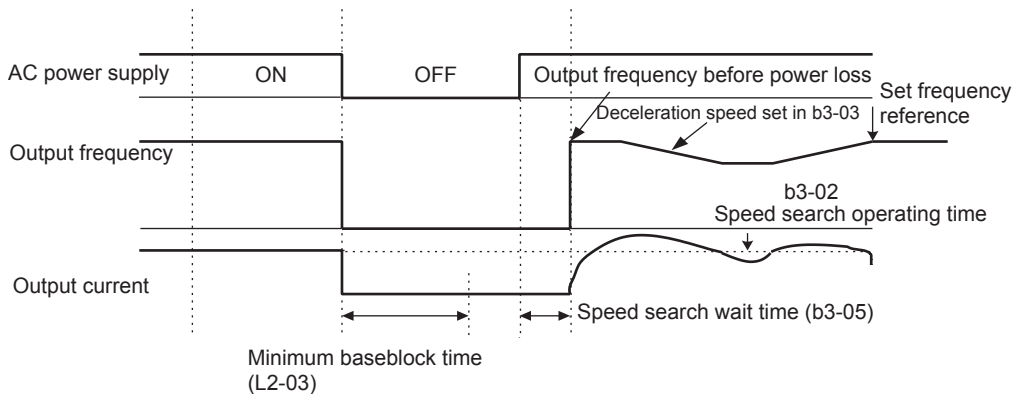 AC power supply
ON
OFF
Output frequency before power loss
Set frequency
reference
Deceleration speed set in b3-03
Output frequency
b3-02
Speed search operating time
Output current
Speed search wait time (b3-05)
Minimum baseblock time
(L2-03)